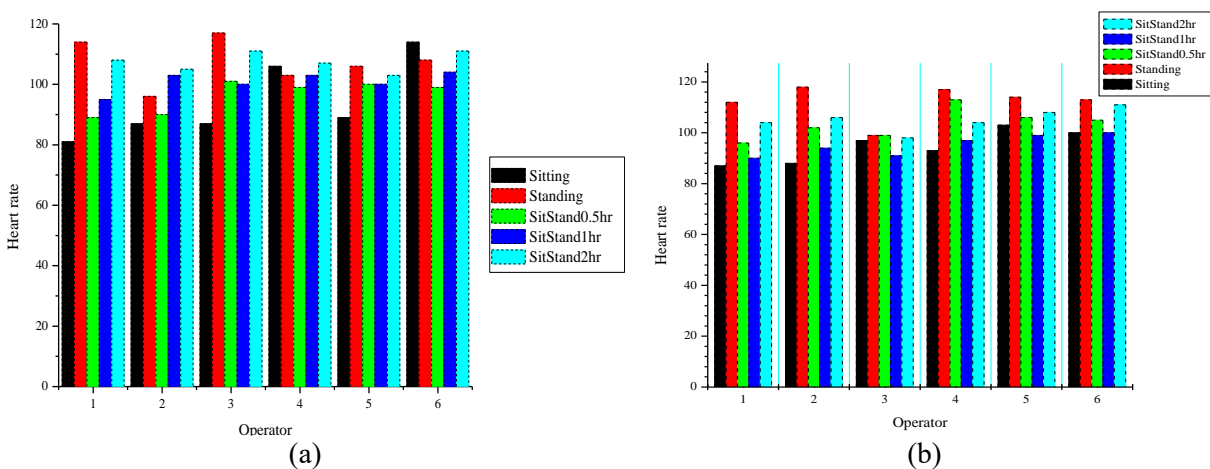 120
100
80
60
40
20
0
Heart rate
1 2 3 4 5 6
Operator
Sitting
Standing
SitStand0.5hr
SitStand1hr
SitStand2hr
(a)
SitStand2hr
SitStand1hr
SitStand0.5hr
Standing
Sitting
120
100
80
60
40
20
0
Heart rate
1 2 3 4 5 6
Operator
(b)